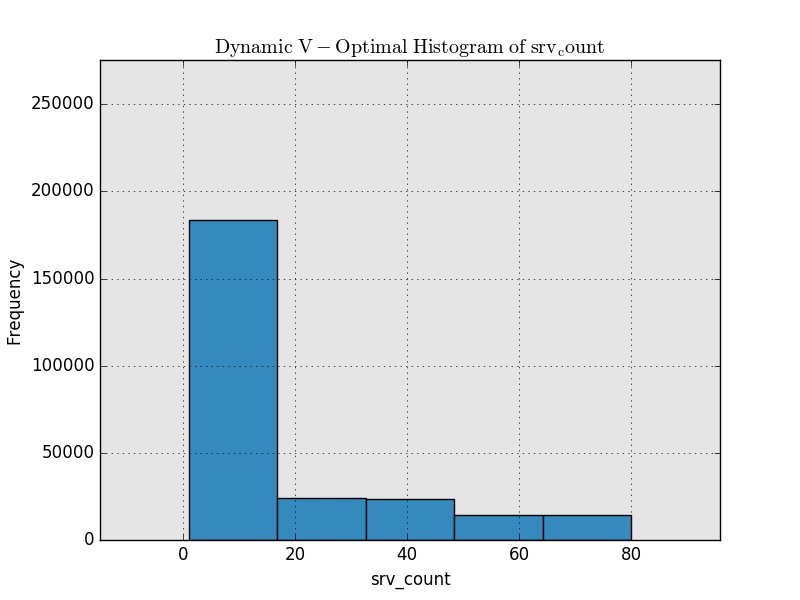 Dynamic V − Optimal Histogram of srv_count
250000
200000
150000
100000
50000
0
Frequency
0 20 40 60 80
srv_count